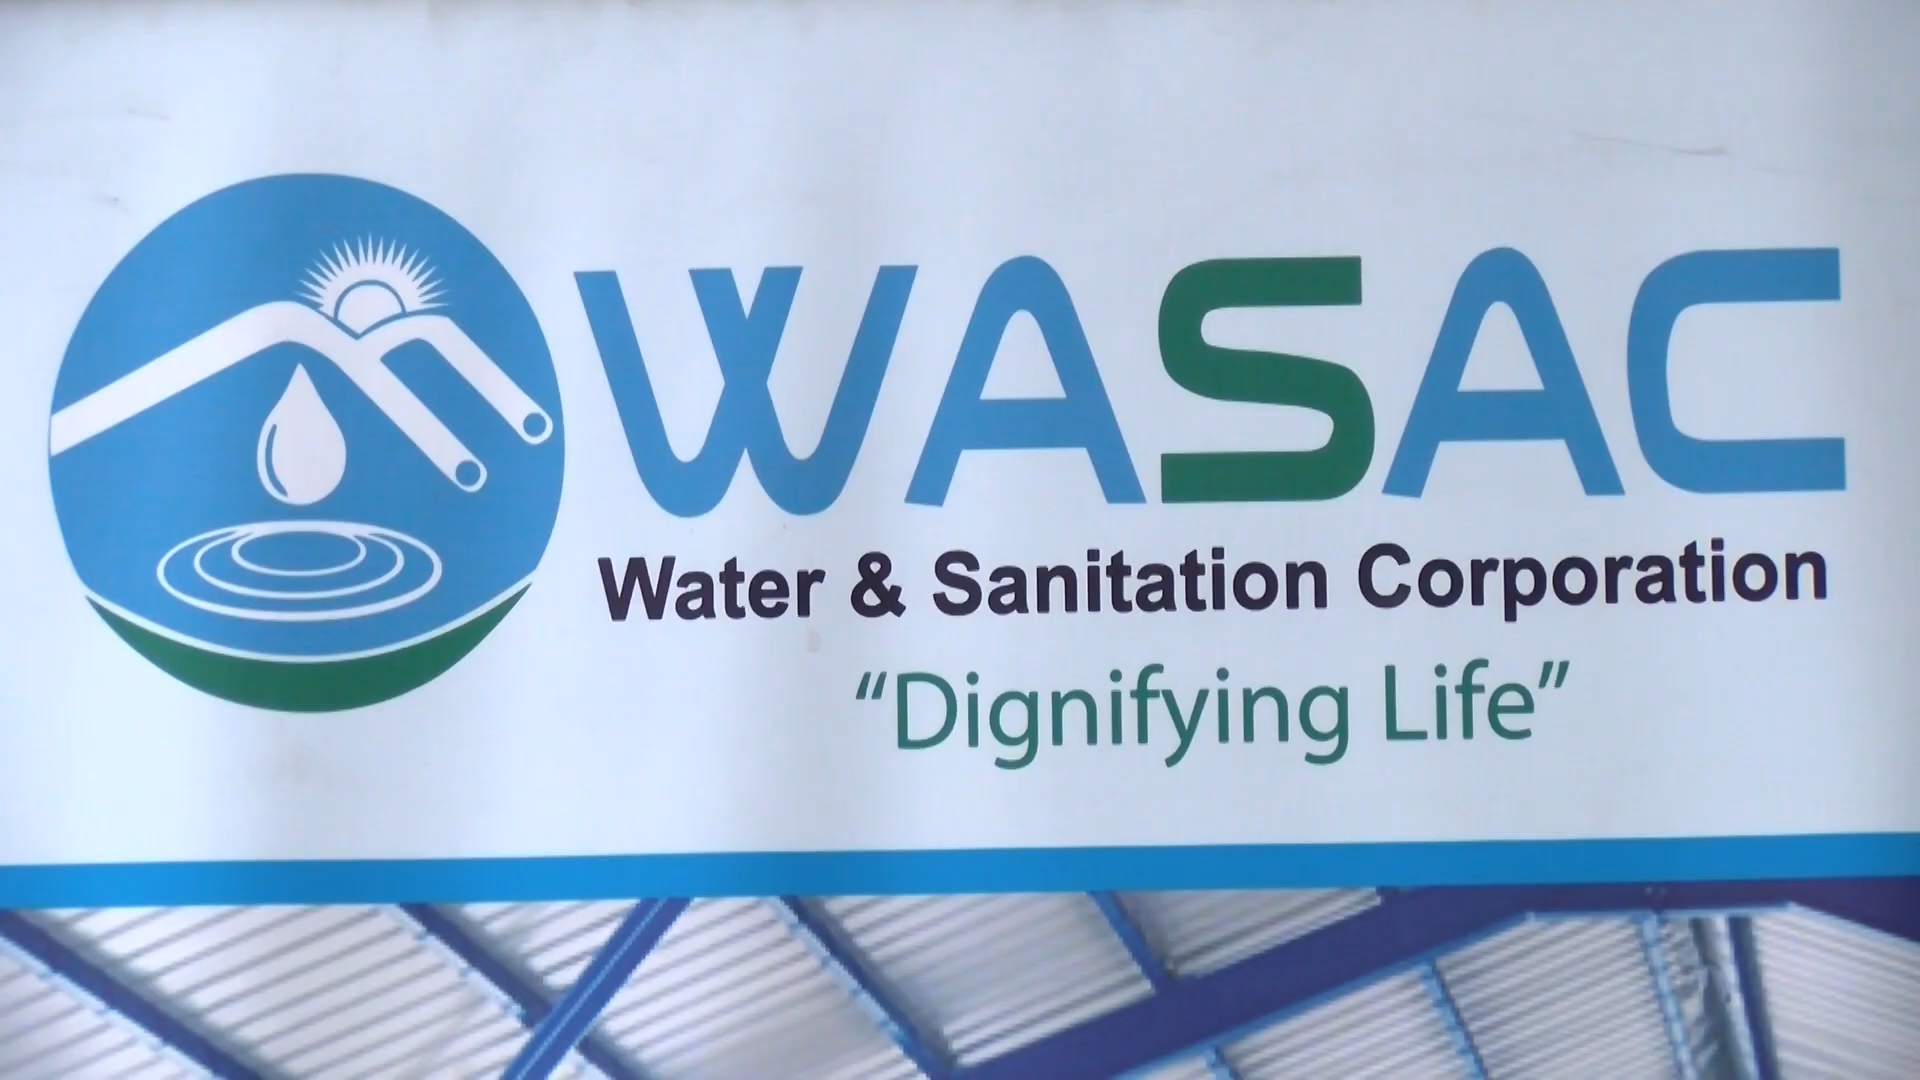 WASAC
Water & Sanitation Corporation
“Dignifying Life”